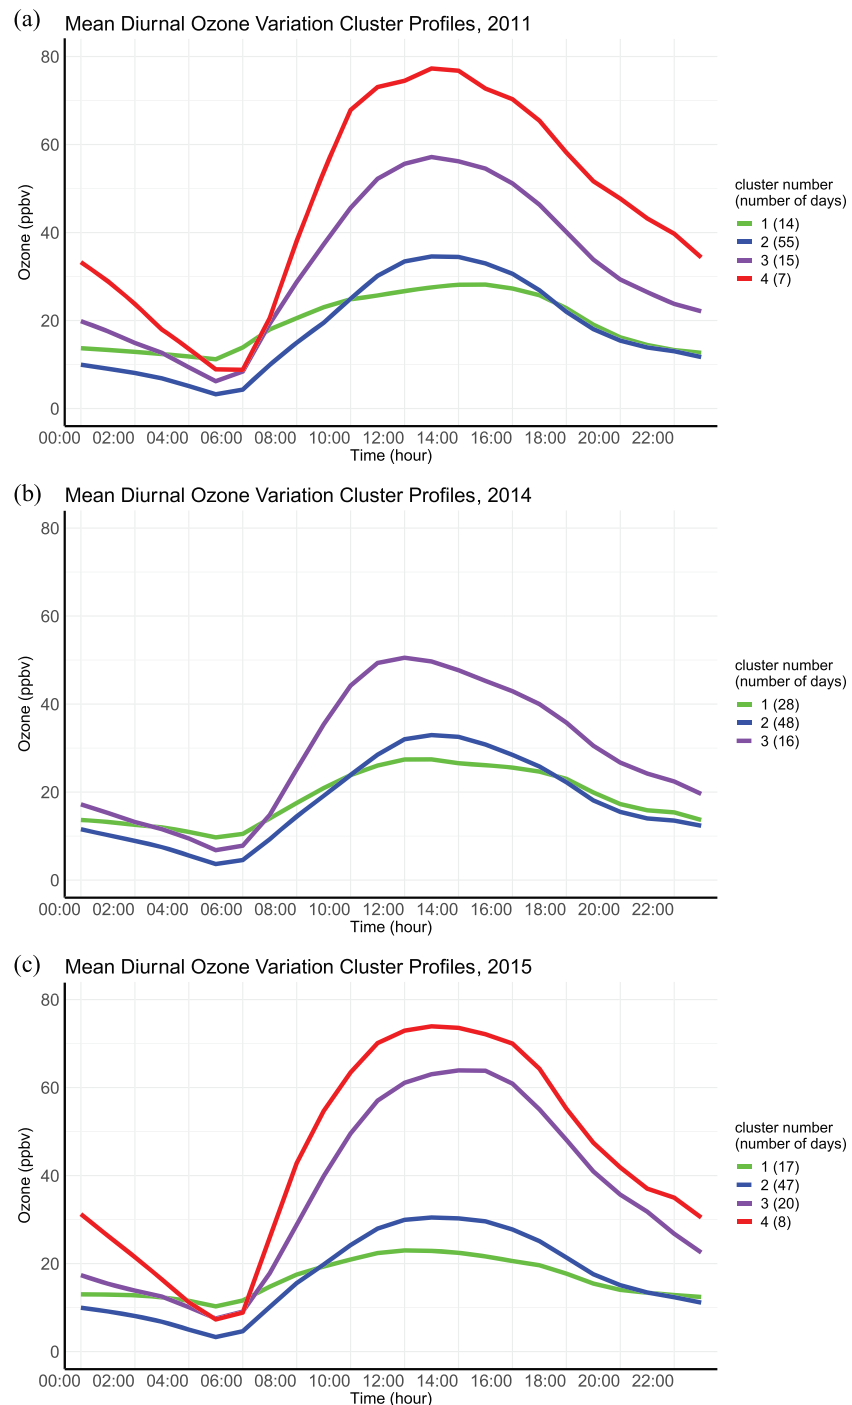 (a) Mean Diurnal Ozone Variation Cluster Profiles, 2011
80
60
40
20
0
Ozone (ppbv)
00:00 02:00 04:00 06:00 08:00 10:00 12:00 14:00 16:00 18:00 20:00 22:00
Time (hour)
cluster number
(number of days)
1 (14)
2 (55)
3 (15)
4 (7)
(b) Mean Diurnal Ozone Variation Cluster Profiles, 2014
80
60
40
20
0
Ozone (ppbv)
00:00 02:00 04:00 06:00 08:00 10:00 12:00 14:00 16:00 18:00 20:00 22:00
Time (hour)
cluster number
(number of days)
1 (28)
2 (48)
3 (16)
(c) Mean Diurnal Ozone Variation Cluster Profiles, 2015
80
60
40
20
0
Ozone (ppbv)
00:00 02:00 04:00 06:00 08:00 10:00 12:00 14:00 16:00 18:00 20:00 22:00
Time (hour)
cluster number
(number of days)
1 (17)
2 (47)
3 (20)
4 (8)